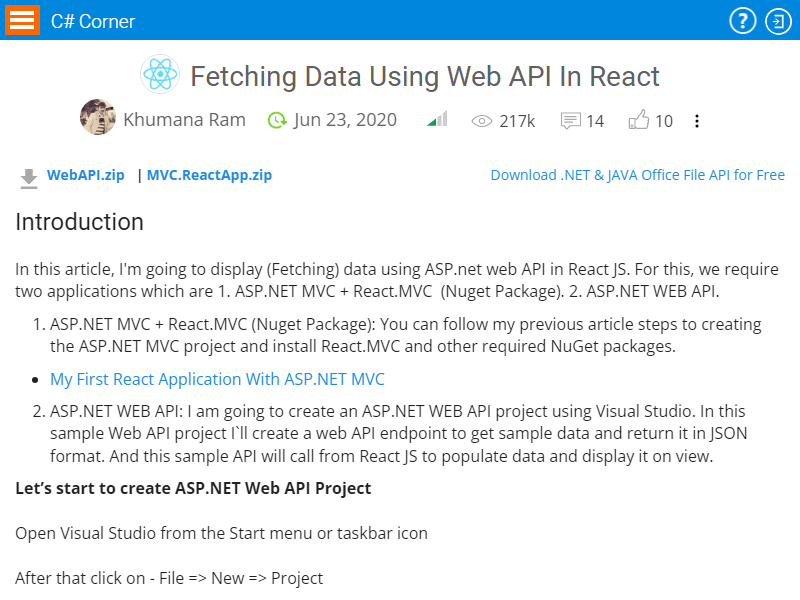 C# Corner
Fetching Data Using Web API In React
Khumana Ram Jun 23, 2020 217k 14 10
WebAPI.zip | MVC.ReactApp.zip Download .NET & JAVA Office File API for Free
Introduction
In this article, I'm going to display (Fetching) data using ASP.net web API in React JS. For this, we require
two applications which are 1. ASP.NET MVC + React.MVC (Nuget Package). 2. ASP.NET WEB API.
1. ASP.NET MVC + React.MVC (Nuget Package): You can follow my previous article steps to creating
the ASP.NET MVC project and install React.MVC and other required NuGet packages.
• My First React Application With ASP.NET MVC
2. ASP.NET WEB API: I am going to create an ASP.NET WEB API project using Visual Studio. In this
sample Web API project I`ll create a web API endpoint to get sample data and return it in JSON
format. And this sample API will call from React JS to populate data and display it on view.
Let’s start to create ASP.NET Web API Project
Open Visual Studio from the Start menu or taskbar icon
After that click on - File => New => Project